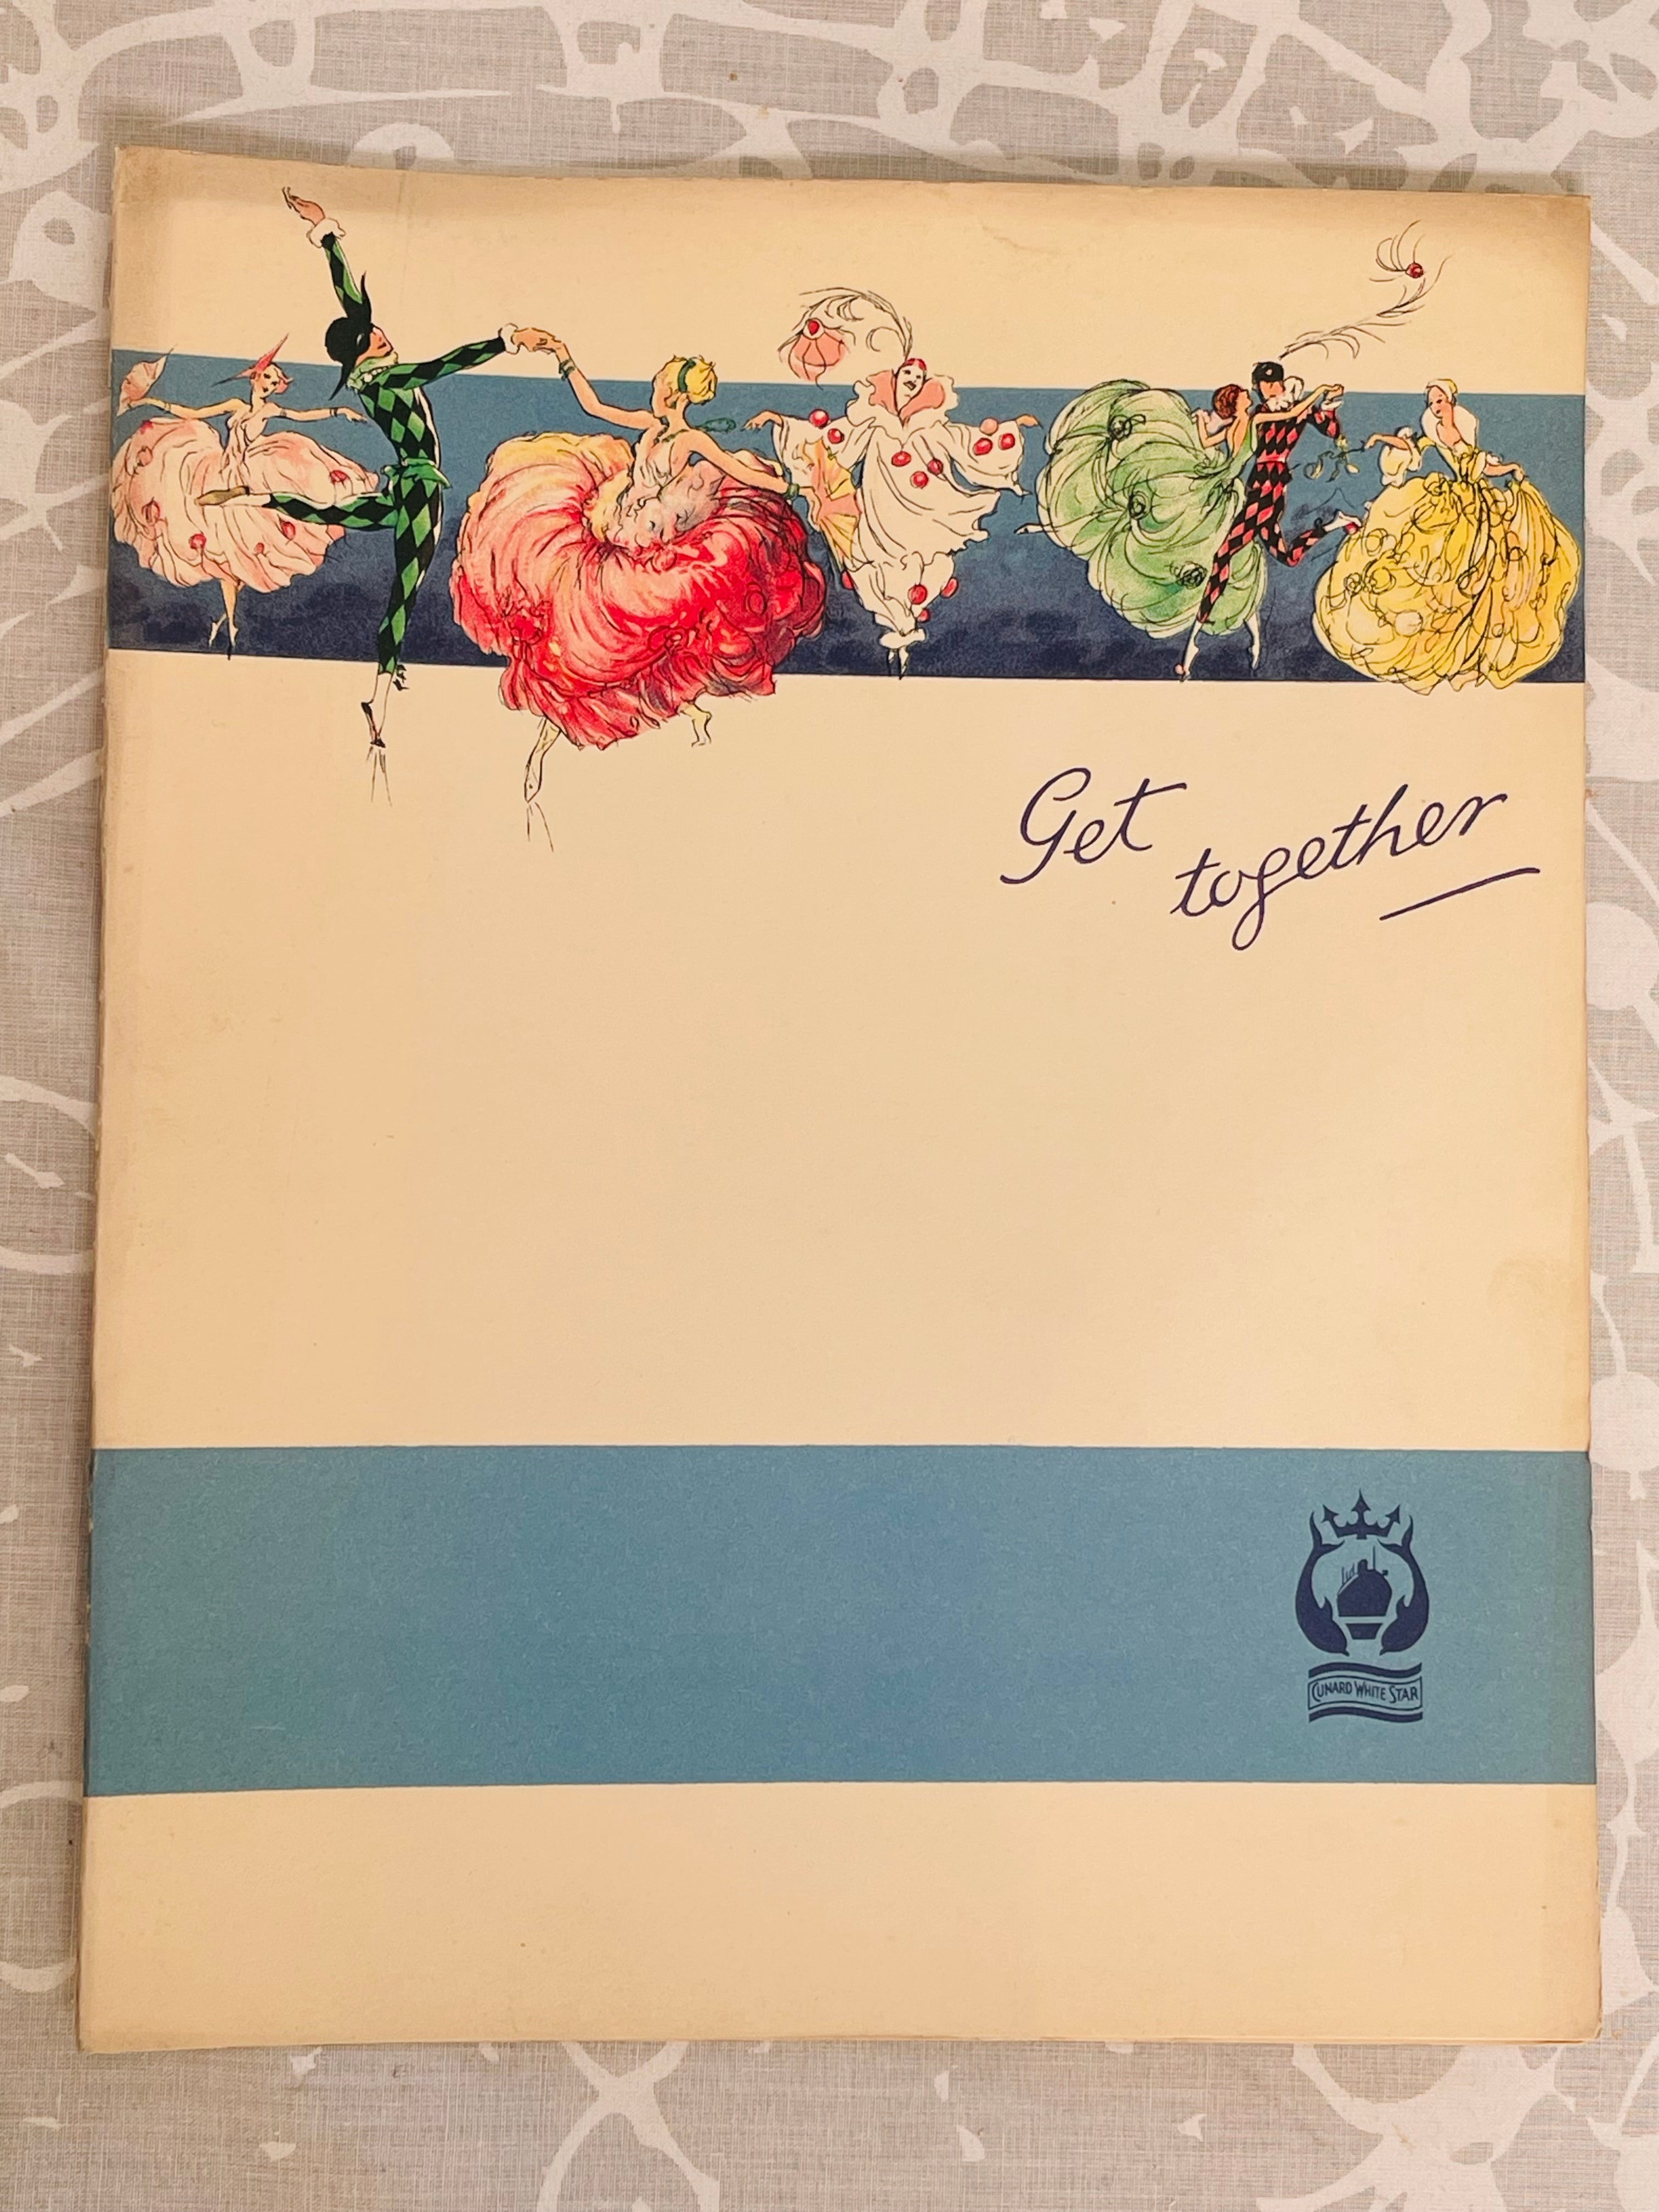 Get
together
CUNARD WHITE STAR